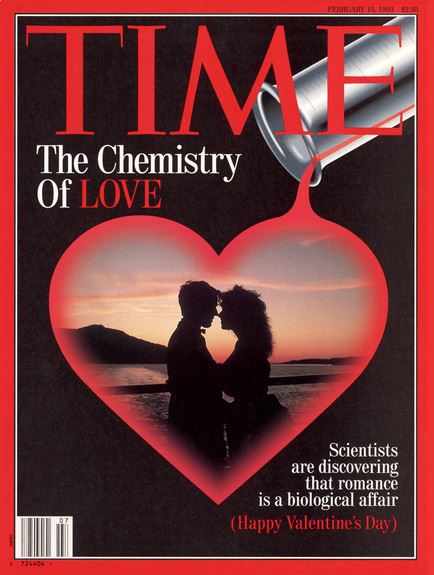 FEBRUARY 15, 1993 $2.95
TIME
The Chemistry
Of LOVE
Scientists
are discovering
that romance
is a biological affair
(Happy Valentine's Day)
07
0 724404 1